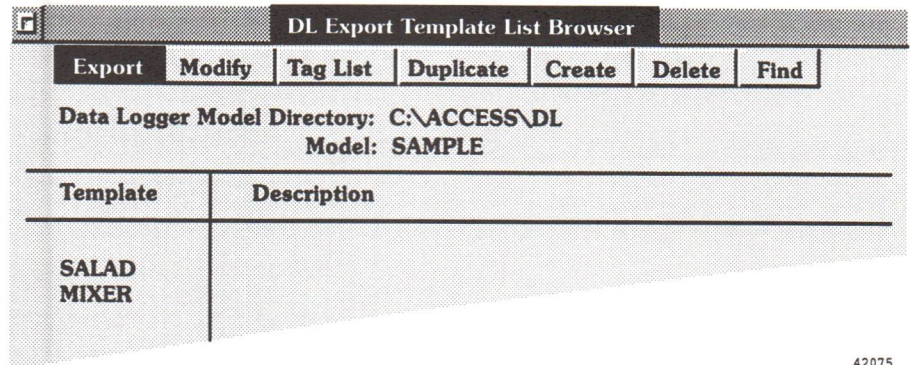 DL Export Template List Browser
Export Modify Tag List Duplicate Create Delete Find
Data Logger Model Directory: C:\ACCESS\DL
Model: SAMPLE
Template Description
SALAD
MIXER
42075